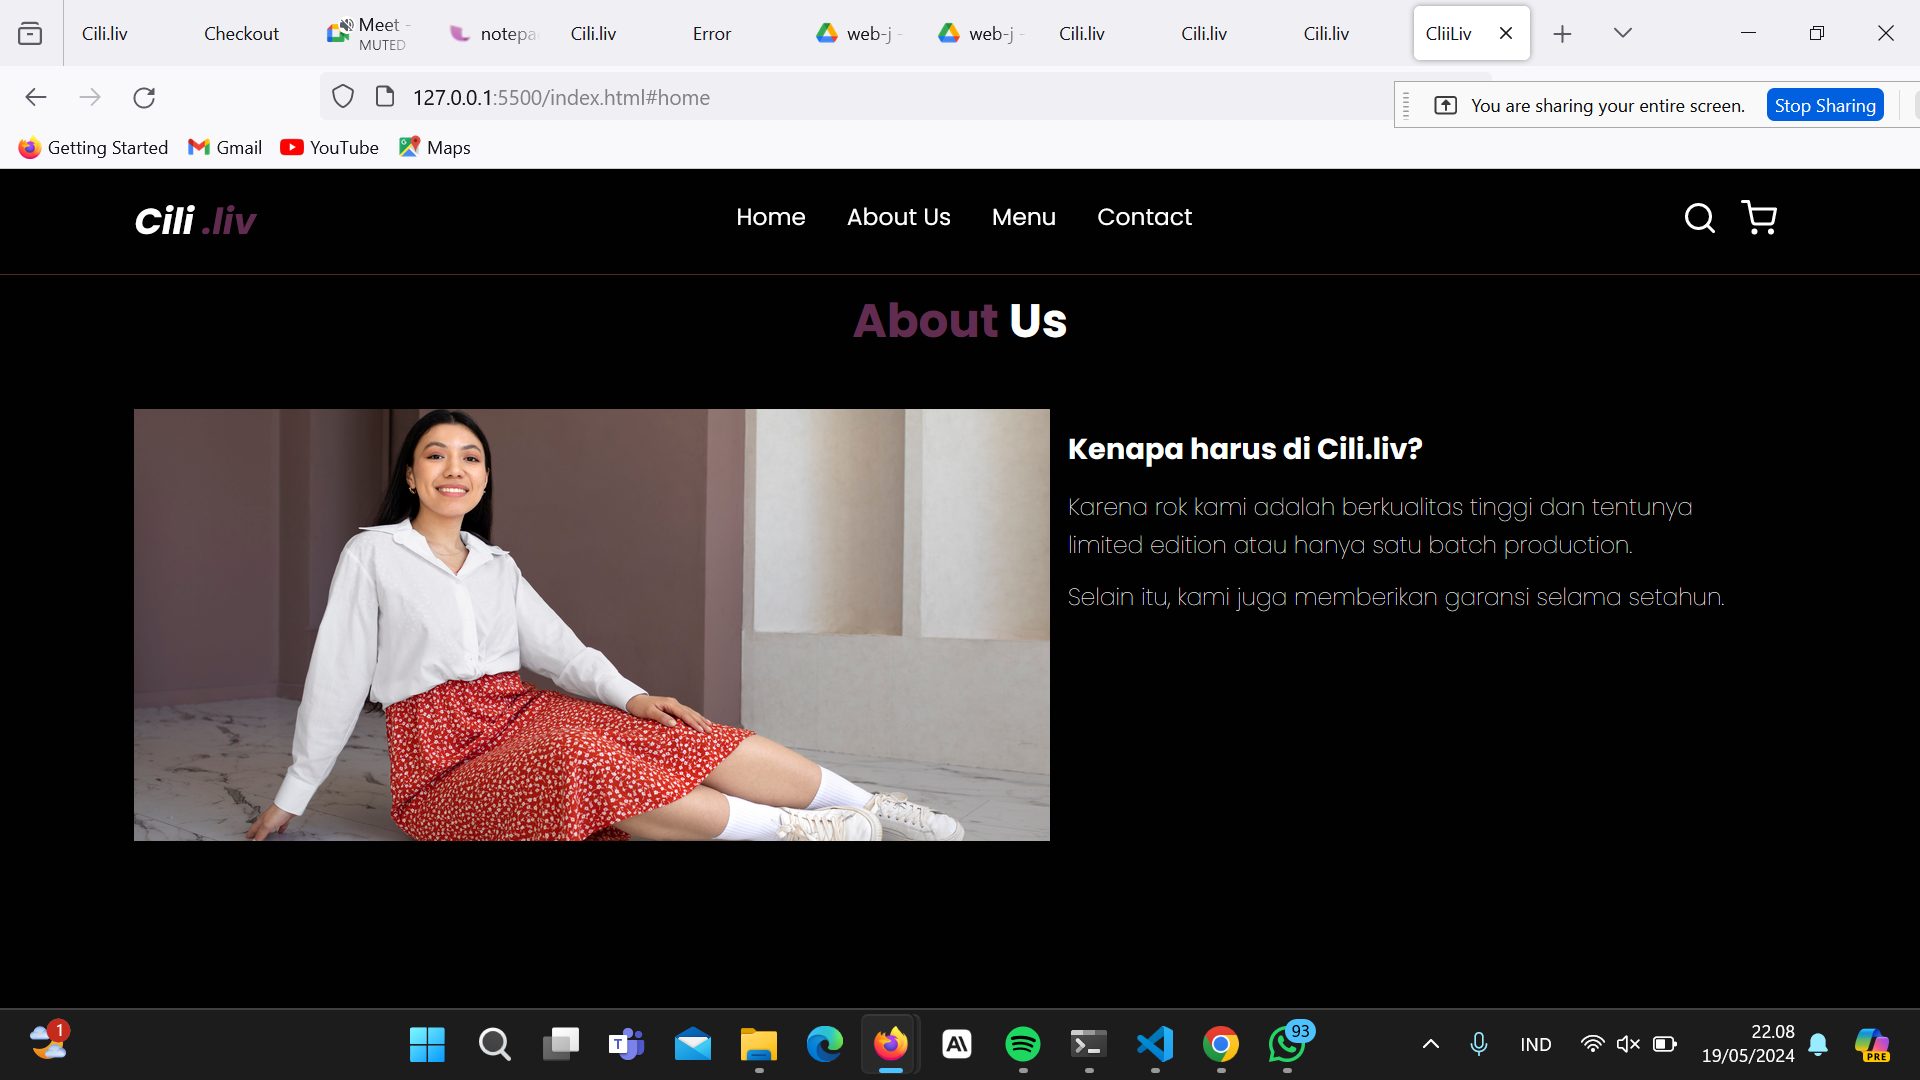 Cili.liv
Checkout
Meet -
MUTED
notepa
Cili.liv
Error
web-j -
web-j -
Cili.liv
Cili.liv
Cili.liv
CliiLiv
127.0.0.1:5500/index.html#home
You are sharing your entire screen.
Stop Sharing
Getting Started
Gmail
YouTube
Maps
Cili .liv
Home
About Us
Menu
Contact
About Us
Kenapa harus di Cili.liv?
Karena rok kami adalah berkualitas tinggi dan tentunya
limited edition atau hanya satu batch production.
Selain itu, kami juga memberikan garansi selama setahun.
1
T
A\
93
IND
22.08
19/05/2024
PRE